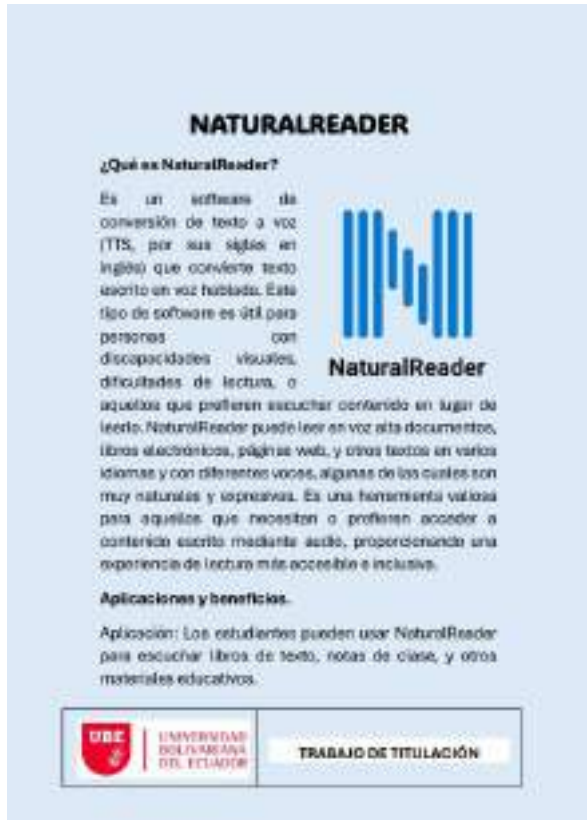 NATURALREADER
¿Qué es NaturalReader?
Es un software de
conversión de texto a voz
(TTS, por sus siglas en
inglés) que convierte texto
escrito en voz hablada. Este
tipo de software es útil para
personas con
discapacidades visuales,
dificultades de lectura, o
NaturalReader
aquellos que prefieren escuchar contenido en lugar de
leerlo. NaturalReader puede leer en voz alta documentos,
libros electrónicos, páginas web, y otros textos en varios
idiomas y con diferentes voces, algunas de las cuales son
muy naturales y expresivas. Es una herramienta valiosa
para aquellos que necesitan o prefieren acceder a
contenido escrito mediante audio, proporcionando una
experiencia de lectura más accesible e inclusiva.
Aplicaciones y beneficios.
Aplicación: Los estudiantes pueden usar NaturalReader
para escuchar libros de texto, notas de clase, y otros
materiales educativos.
UBE
UNIVERSIDAD
BOLIVARIANA
DEL ECUADOR
TRABAJO DE TITULACIÓN